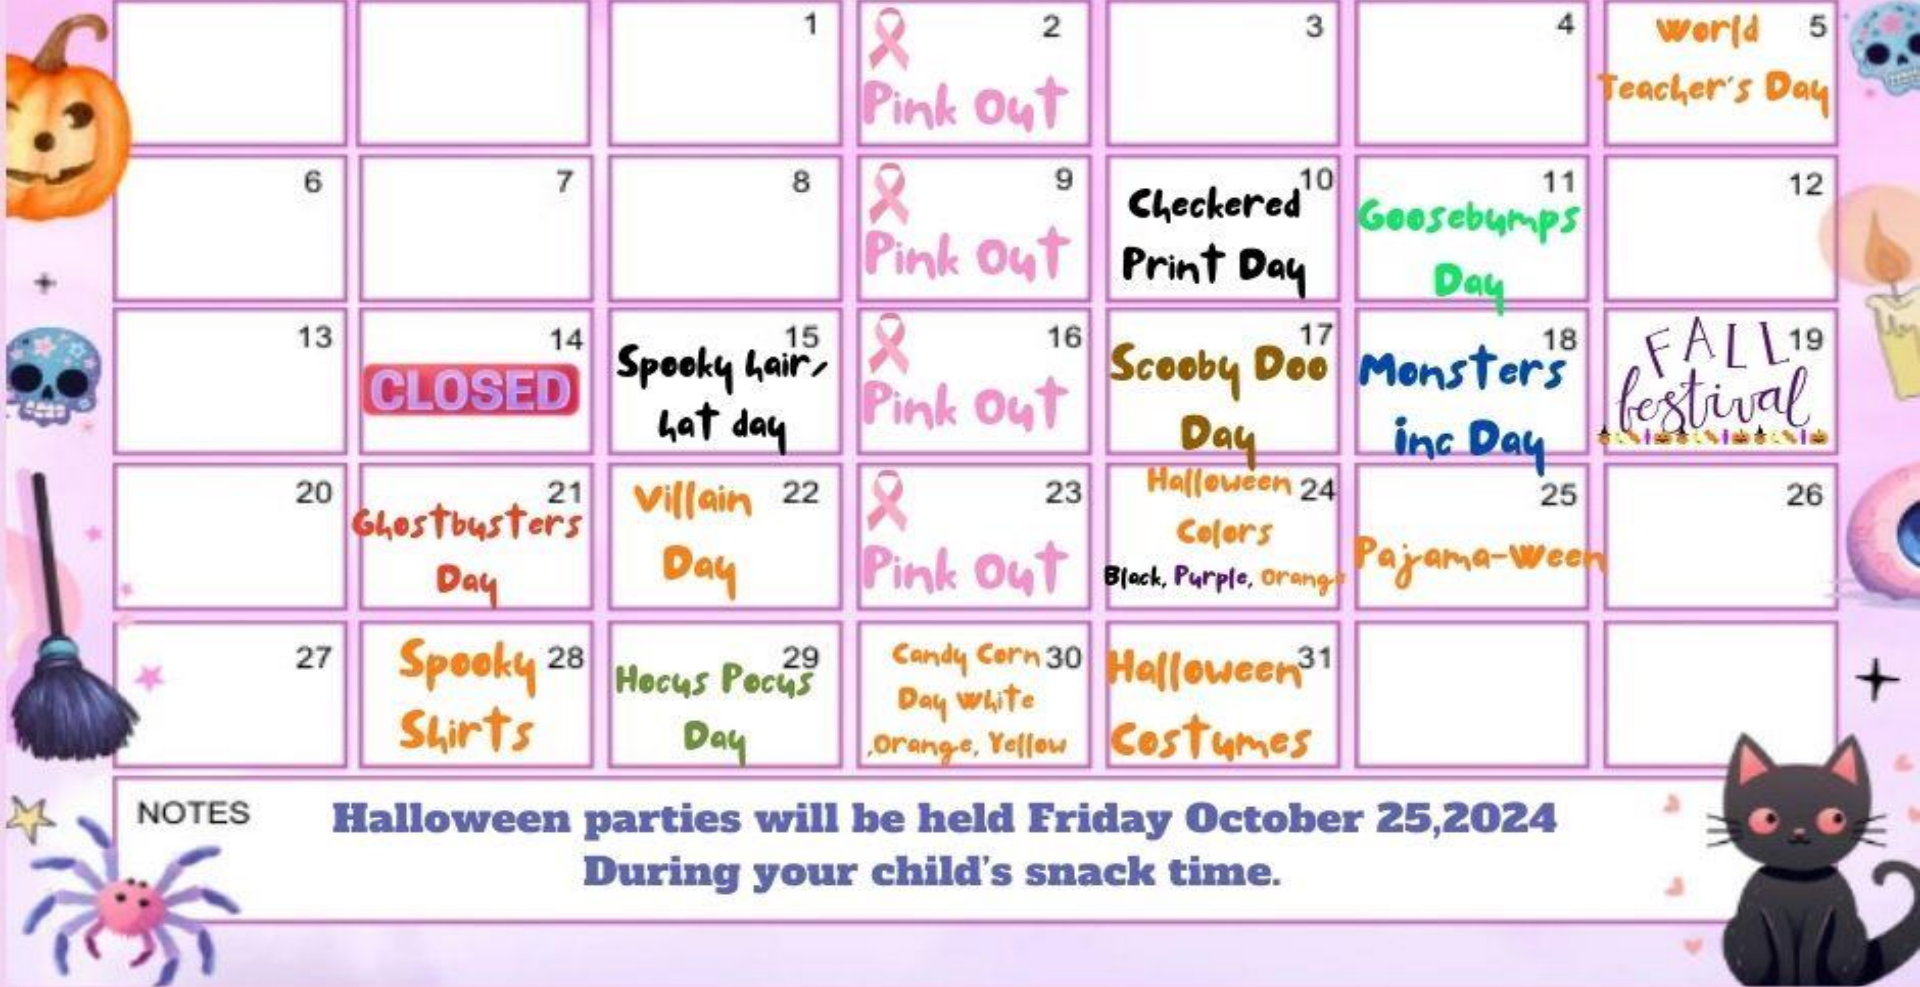 1
2
3
4
World 5
Teacher's Day
Pink Out
6
7
8
9
10
11
12
Pink Out
Checkered
Print Day
Goosebumps
Day
13
14
CLOSED
15
Spooky hair,
hat day
16
Pink Out
17
Scooby Doo
Day
18
Monsters
inc Day
19
FALL
festival
20
21
Ghostbusters
Day
22
Villain
Day
23
Pink Out
Halloween 24
Colors
Black, Purple, Orange
25
Pajama-Ween
26
27
Spooky 28
Shirts
29
Hocus Pocus
Day
Candy Corn 30
Day White
,Orange, Yellow
Halloween 31
Costumes
NOTES
Halloween parties will be held Friday October 25,2024
During your child's snack time.